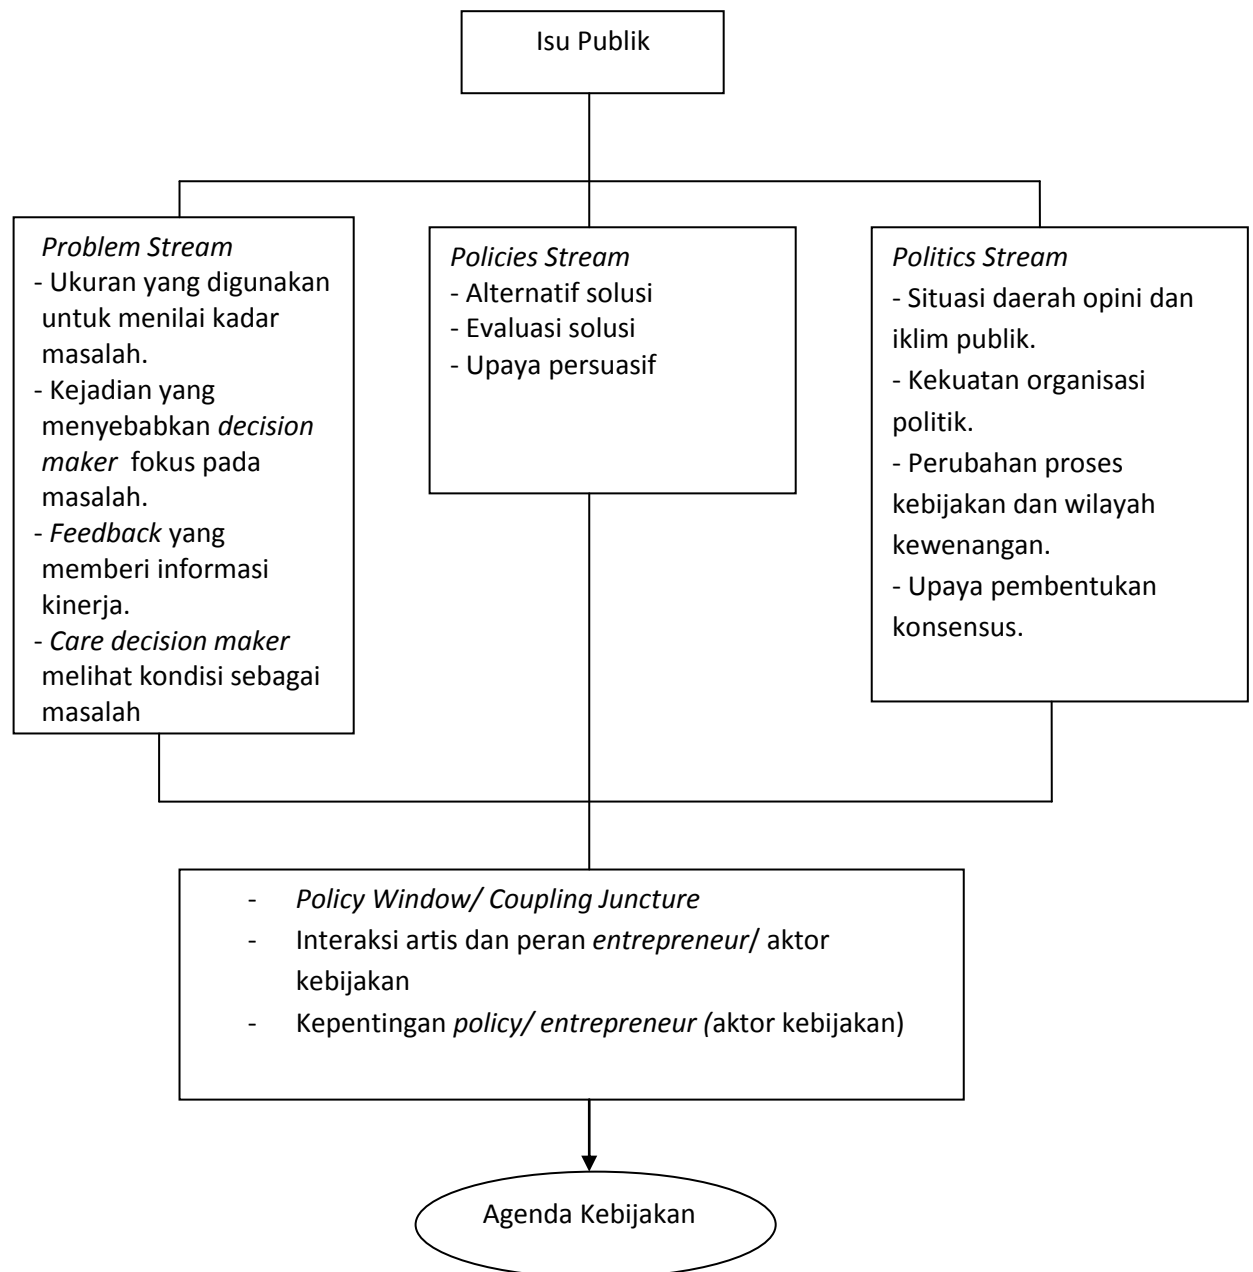 Isu Publik
Problem Stream
- Ukuran yang digunakan
untuk menilai kadar
masalah.
- Kejadian yang
menyebabkan decision
maker fokus pada
masalah.
- Feedback yang
memberi informasi
kinerja.
- Care decision maker
melihat kondisi sebagai
masalah
Policies Stream
- Alternatif solusi
- Evaluasi solusi
- Upaya persuasif
Politics Stream
- Situasi daerah opini dan
iklim publik.
- Kekuatan organisasi
politik.
- Perubahan proses
kebijakan dan wilayah
kewenangan.
- Upaya pembentukan
konsensus.
- Policy Window/ Coupling Juncture
- Interaksi artis dan peran entrepreneur/ aktor
kebijakan
- Kepentingan policy/ entrepreneur (aktor kebijakan)
Agenda Kebijakan